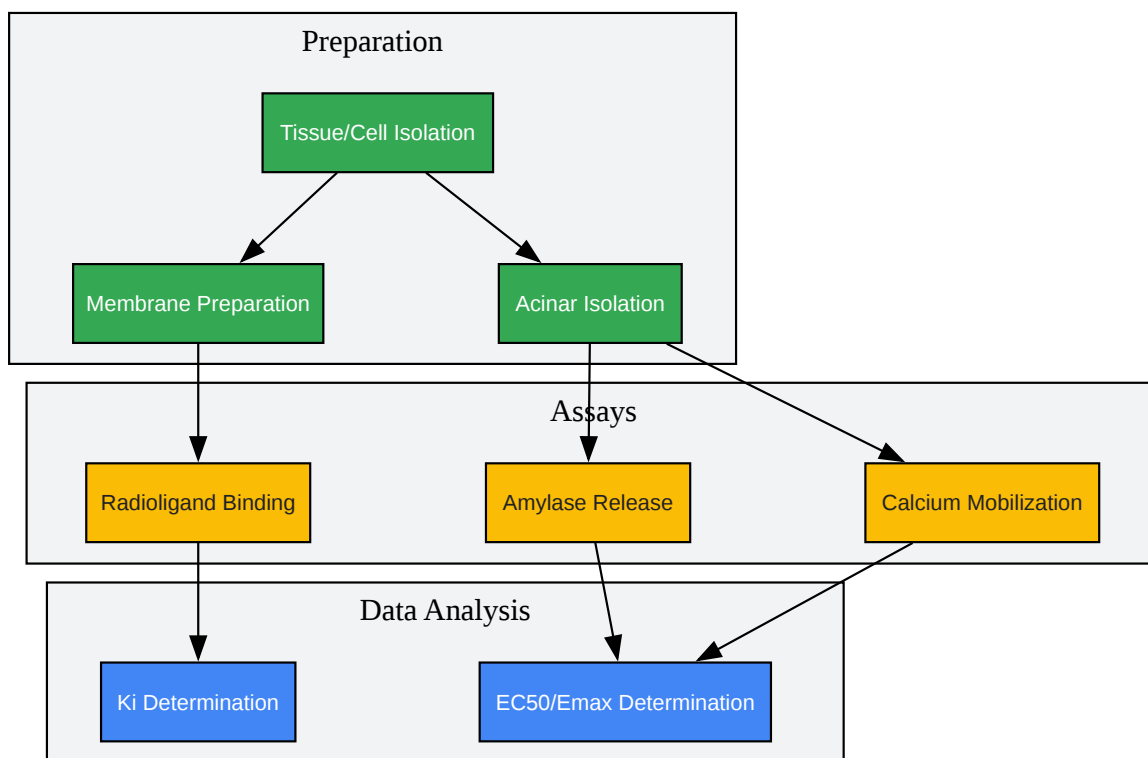 Preparation
Tissue/Cell Isolation
Membrane Preparation
Acinar Isolation
Assays
Radioligand Binding
Amylase Release
Calcium Mobilization
Data Analysis
Ki Determination
EC50/Emax Determination